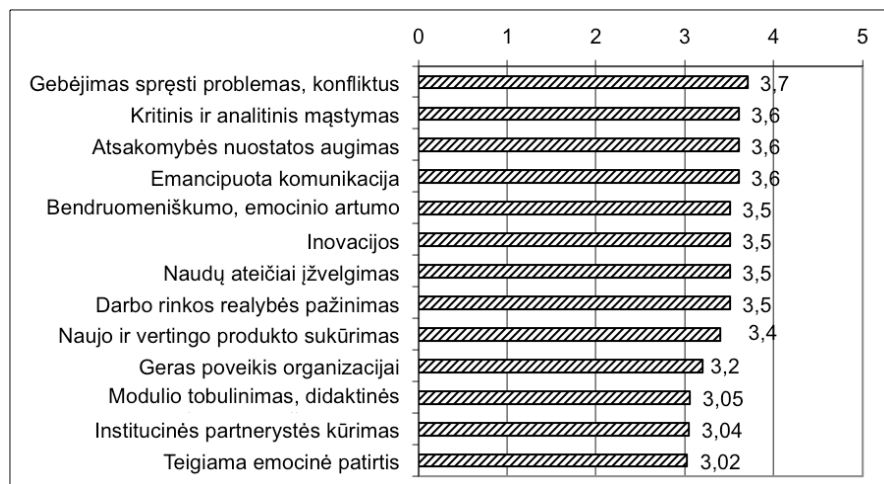 0 1 2 3 4 5
Gebėjimas spręsti problemas, konfliktus 3,7
Kritinis ir analitinis mąstymas 3,6
Atsakomybės nuostatos augimas 3,6
Emancipuota komunikacija 3,6
Bendruomeniškumo, emocinio artumo 3,5
Inovacijos 3,5
Naudų ateičiai įžvelgimas 3,5
Darbo rinkos realybės pažinimas 3,5
Naujo ir vertingo produkto sukūrimas 3,4
Geras poveikis organizacijai 3,2
Modulio tobulinimas, didaktinės 3,05
Institucinės partnerystės kūrimas 3,04
Teigiama emocinė patirtis 3,02